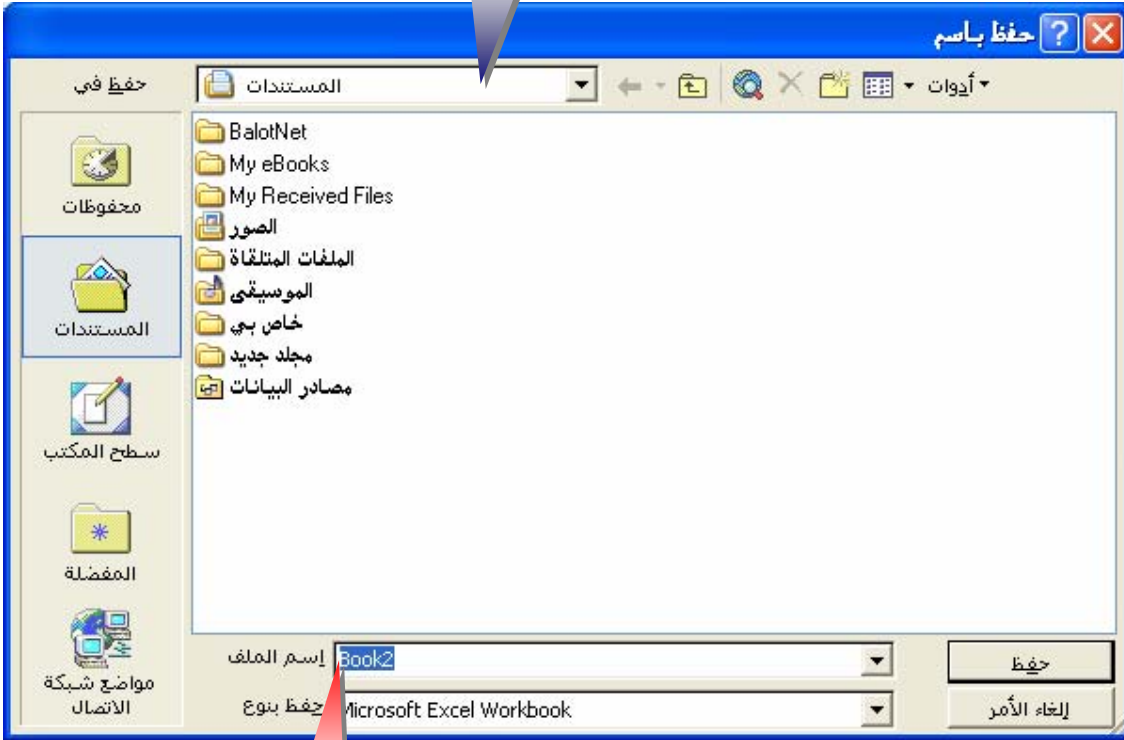 حفظ باسم
حفظ في
المستندات
أدوات
محفوظات
المستندات
سطح المكتب
المفضلة
مواضع شبكة
الاتصال
BalotNet
My eBooks
My Received Files
الصور
الملفات المتلقاة
الموسيقى
خاص بي
مجلد جديد
مصادر البيانات
إسم الملف
Book2
حفظ
حفظ بنوع
Microsoft Excel Workbook
إلغاء الأمر